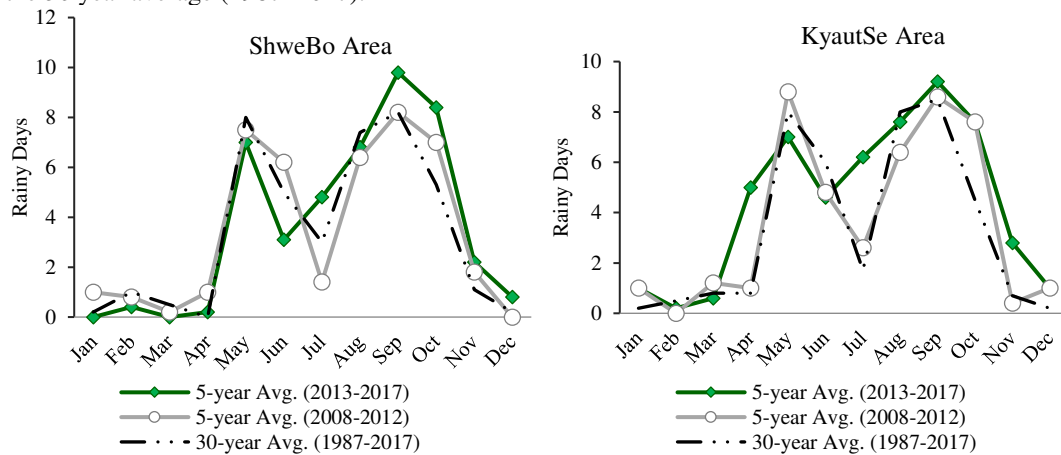 ShweBo Area
12
10
8
6
4
2
0
Rainy Days
Jan Feb Mar Apr May Jun Jul Aug Sep Oct Nov Dec
5-year Avg. (2013-2017)
5-year Avg. (2008-2012)
30-year Avg. (1987-2017)
KyautSe Area
10
8
6
4
2
0
Rainy Days
Jan Feb Mar Apr May Jun Jul Aug Sep Oct Nov Dec
5-year Avg. (2013-2017)
5-year Avg. (2008-2012)
30-year Avg. (1987-2017)